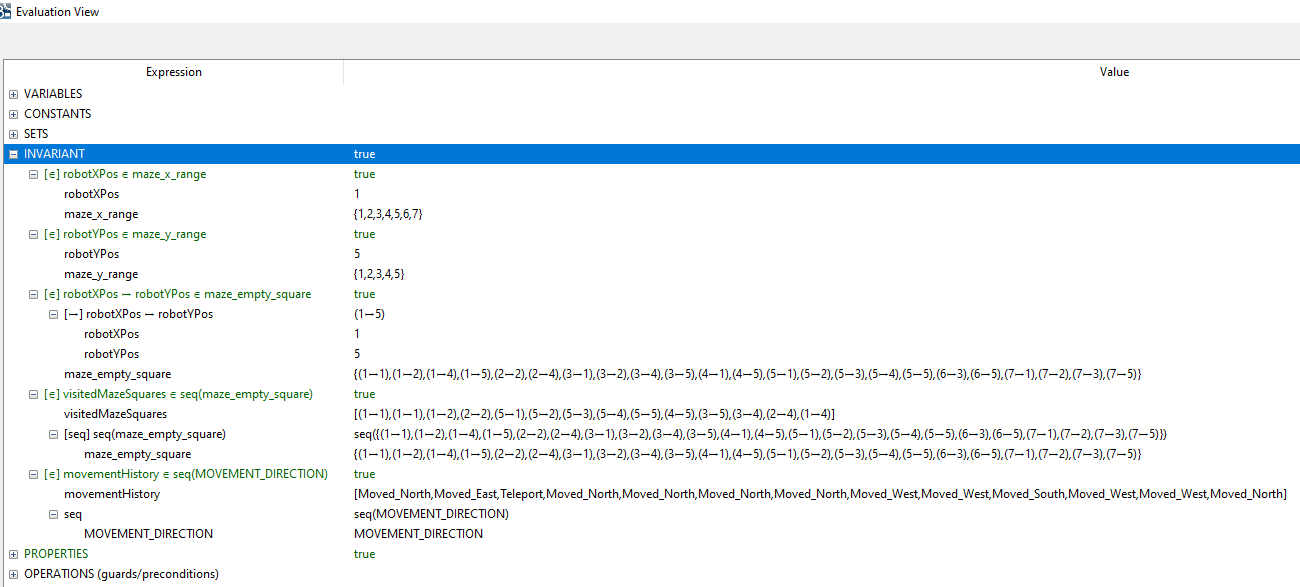 Evaluation View
Expression Value
VARIABLES
CONSTANTS
SETS
INVARIANT true
[∈] robotXPos ∈ maze_x_range true
robotXPos 1
maze_x_range {1,2,3,4,5,6,7}
[∈] robotYPos ∈ maze_y_range true
robotYPos 5
maze_y_range {1,2,3,4,5}
[∈] robotXPos ↦ robotYPos ∈ maze_empty_square true
[↦] robotXPos ↦ robotYPos (1↦5)
robotXPos 1
robotYPos 5
maze_empty_square {(1↦1),(1↦2),(1↦4),(1↦5),(2↦2),(2↦4),(3↦1),(3↦2),(3↦4),(3↦5),(4↦1),(4↦5),(5↦1),(5↦2),(5↦3),(5↦4),(5↦5),(6↦3),(6↦5),(7↦1),(7↦2),(7↦3),(7↦5)}
[∈] visitedMazeSquares ∈ seq(maze_empty_square) true
visitedMazeSquares [(1↦1),(1↦1),(1↦2),(2↦2),(5↦1),(5↦2),(5↦3),(5↦4),(5↦5),(4↦5),(3↦5),(3↦4),(2↦4),(1↦4)]
[seq] seq(maze_empty_square) seq({(1↦1),(1↦2),(1↦4),(1↦5),(2↦2),(2↦4),(3↦1),(3↦2),(3↦4),(3↦5),(4↦1),(4↦5),(5↦1),(5↦2),(5↦3),(5↦4),(5↦5),(6↦3),(6↦5),(7↦1),(7↦2),(7↦3),(7↦5)})
maze_empty_square {(1↦1),(1↦2),(1↦4),(1↦5),(2↦2),(2↦4),(3↦1),(3↦2),(3↦4),(3↦5),(4↦1),(4↦5),(5↦1),(5↦2),(5↦3),(5↦4),(5↦5),(6↦3),(6↦5),(7↦1),(7↦2),(7↦3),(7↦5)}
[∈] movementHistory ∈ seq(MOVEMENT_DIRECTION) true
movementHistory [Moved_North,Moved_East,Teleport,Moved_North,Moved_North,Moved_North,Moved_North,Moved_West,Moved_West,Moved_South,Moved_West,Moved_West,Moved_North]
seq seq(MOVEMENT_DIRECTION)
MOVEMENT_DIRECTION MOVEMENT_DIRECTION
PROPERTIES true
OPERATIONS (guards/preconditions)